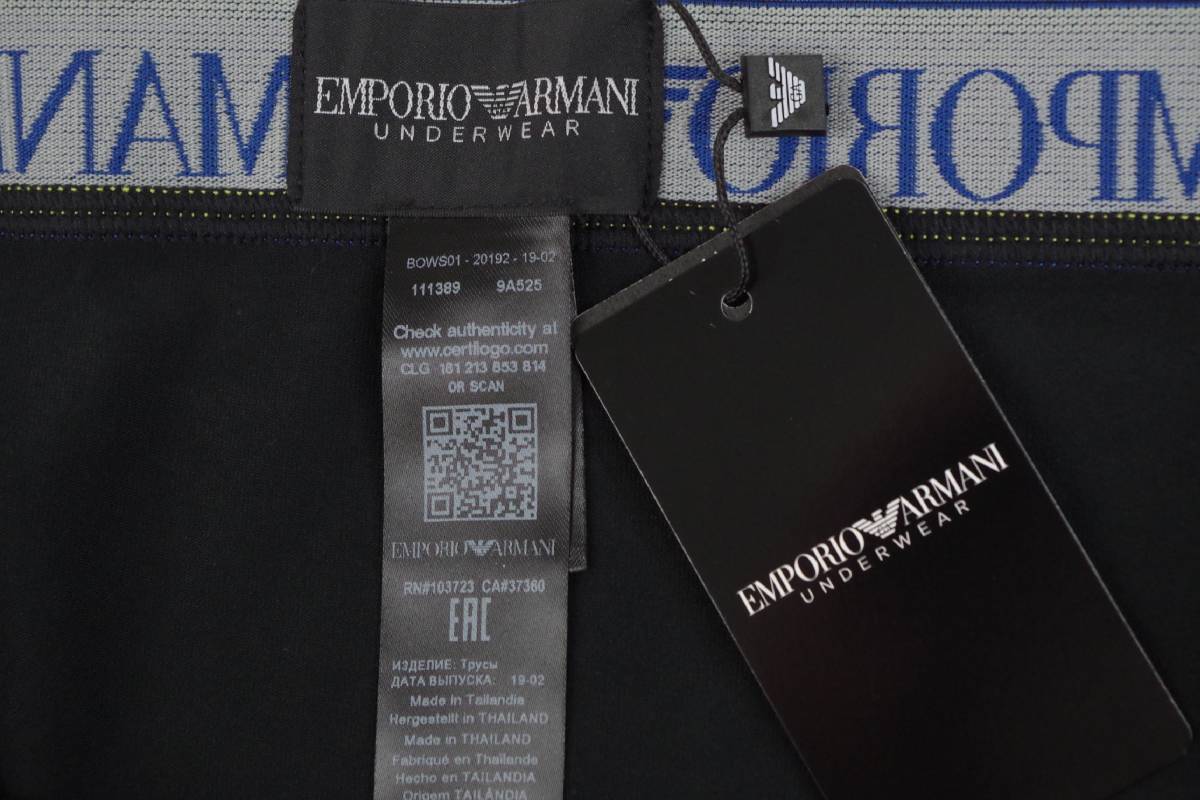 EMPORIO ARMANI
UNDERWEAR
BOWS01 - 20192 - 19-02
111389 9A525
Check authenticity at
www.certilogo.com
CLG 161 213 853 814
OR SCAN
EMPORIO ARMANI
RN#103723 CA#37360
EAC
ИЗДЕЛИЕ: Трусы
ДАТА ВЫПУСКА: 19-02
Made in Tailandia
Hergestellt in THAILAND
Made in THAILAND
Fabriqué en Thaïlande
Hecho en TAILANDIA
Origem TAILÂNDIA
EMPORIO ARMANI
UNDERWEAR